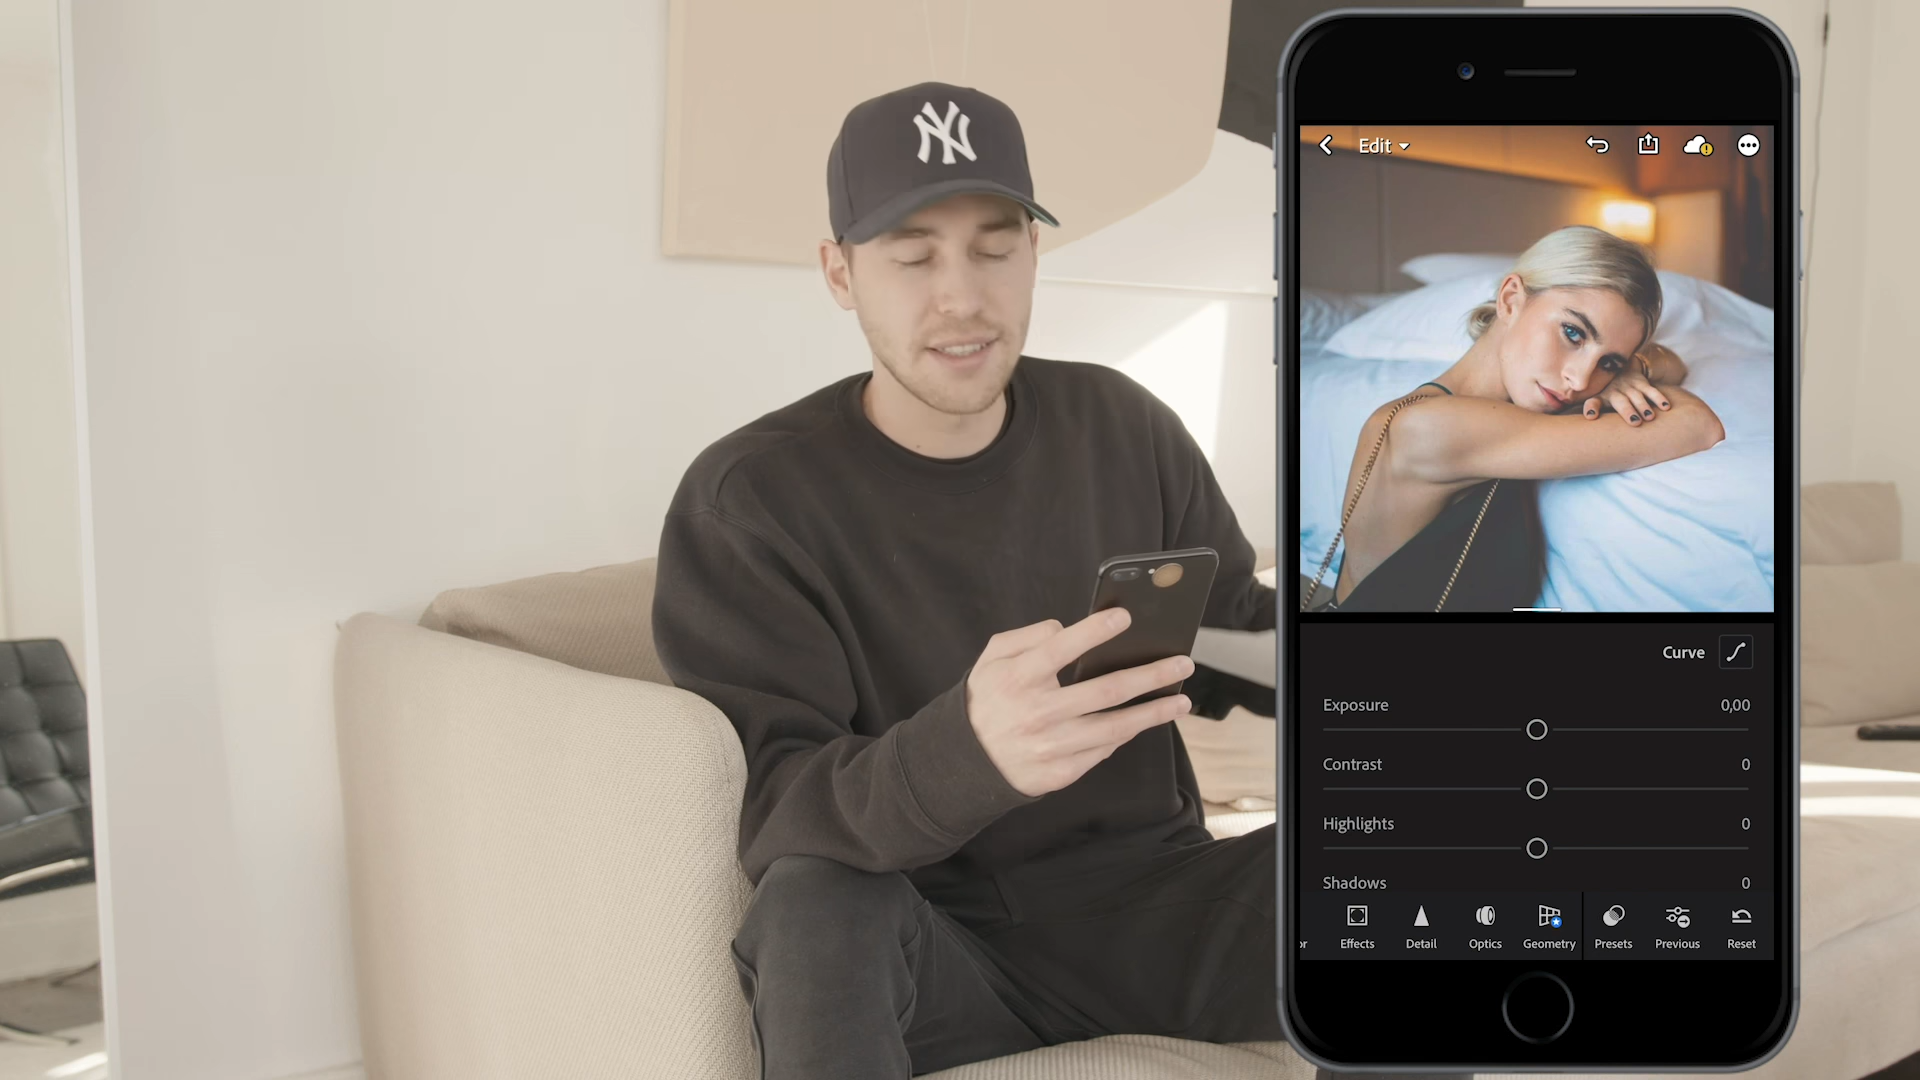 NY
Edit
Curve
Exposure 0,00
Contrast 0
Highlights 0
Shadows 0
or Effects Detail Optics Geometry Presets Previous Reset